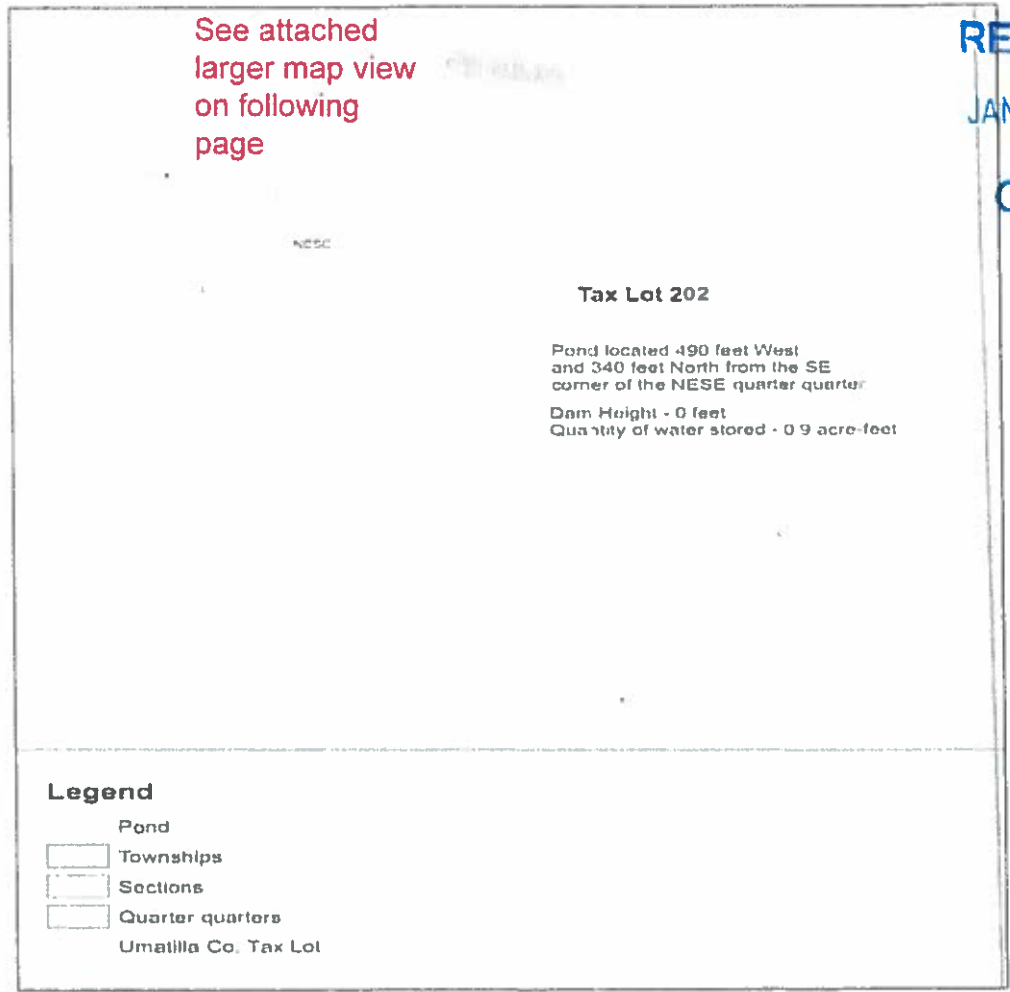 See attached
larger map view
on following
page
RE
JAN
Tax Lot 202
Pond located 490 feet West
and 340 feet North from the SE
corner of the NESE quarter quarter
Dam Height - 0 feet
Quantity of water stored - 0.9 acre-feet
Legend
Pond
Townships
Sections
Quarter quarters
Umatilla Co. Tax Lot